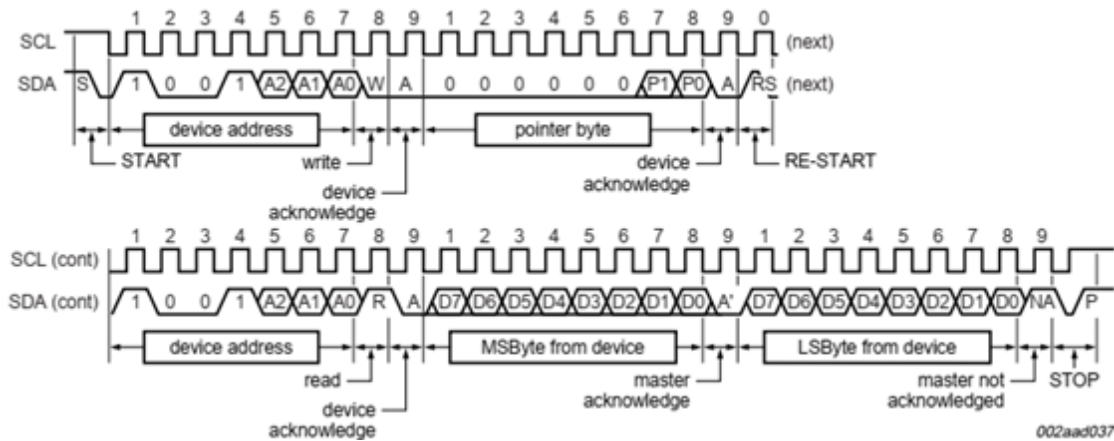 1 2 3 4 5 6 7 8 9 1 2 3 4 5 6 7 8 9 0
SCL (next)
SDA S 1 0 0 1 A2 A1 A0 W A 0 0 0 0 0 0 P1 P0 A RS (next)
device address pointer byte
START write device acknowledge RE-START
device acknowledge
1 2 3 4 5 6 7 8 9 1 2 3 4 5 6 7 8 9 1 2 3 4 5 6 7 8 9
SCL (cont)
SDA (cont) 1 0 0 1 A2 A1 A0 R A D7 D6 D5 D4 D3 D2 D1 D0 A' D7 D6 D5 D4 D3 D2 D1 D0 NA P
device address MSByte from device LSByte from device
read master acknowledge master not acknowledged STOP
device acknowledge
002aad037